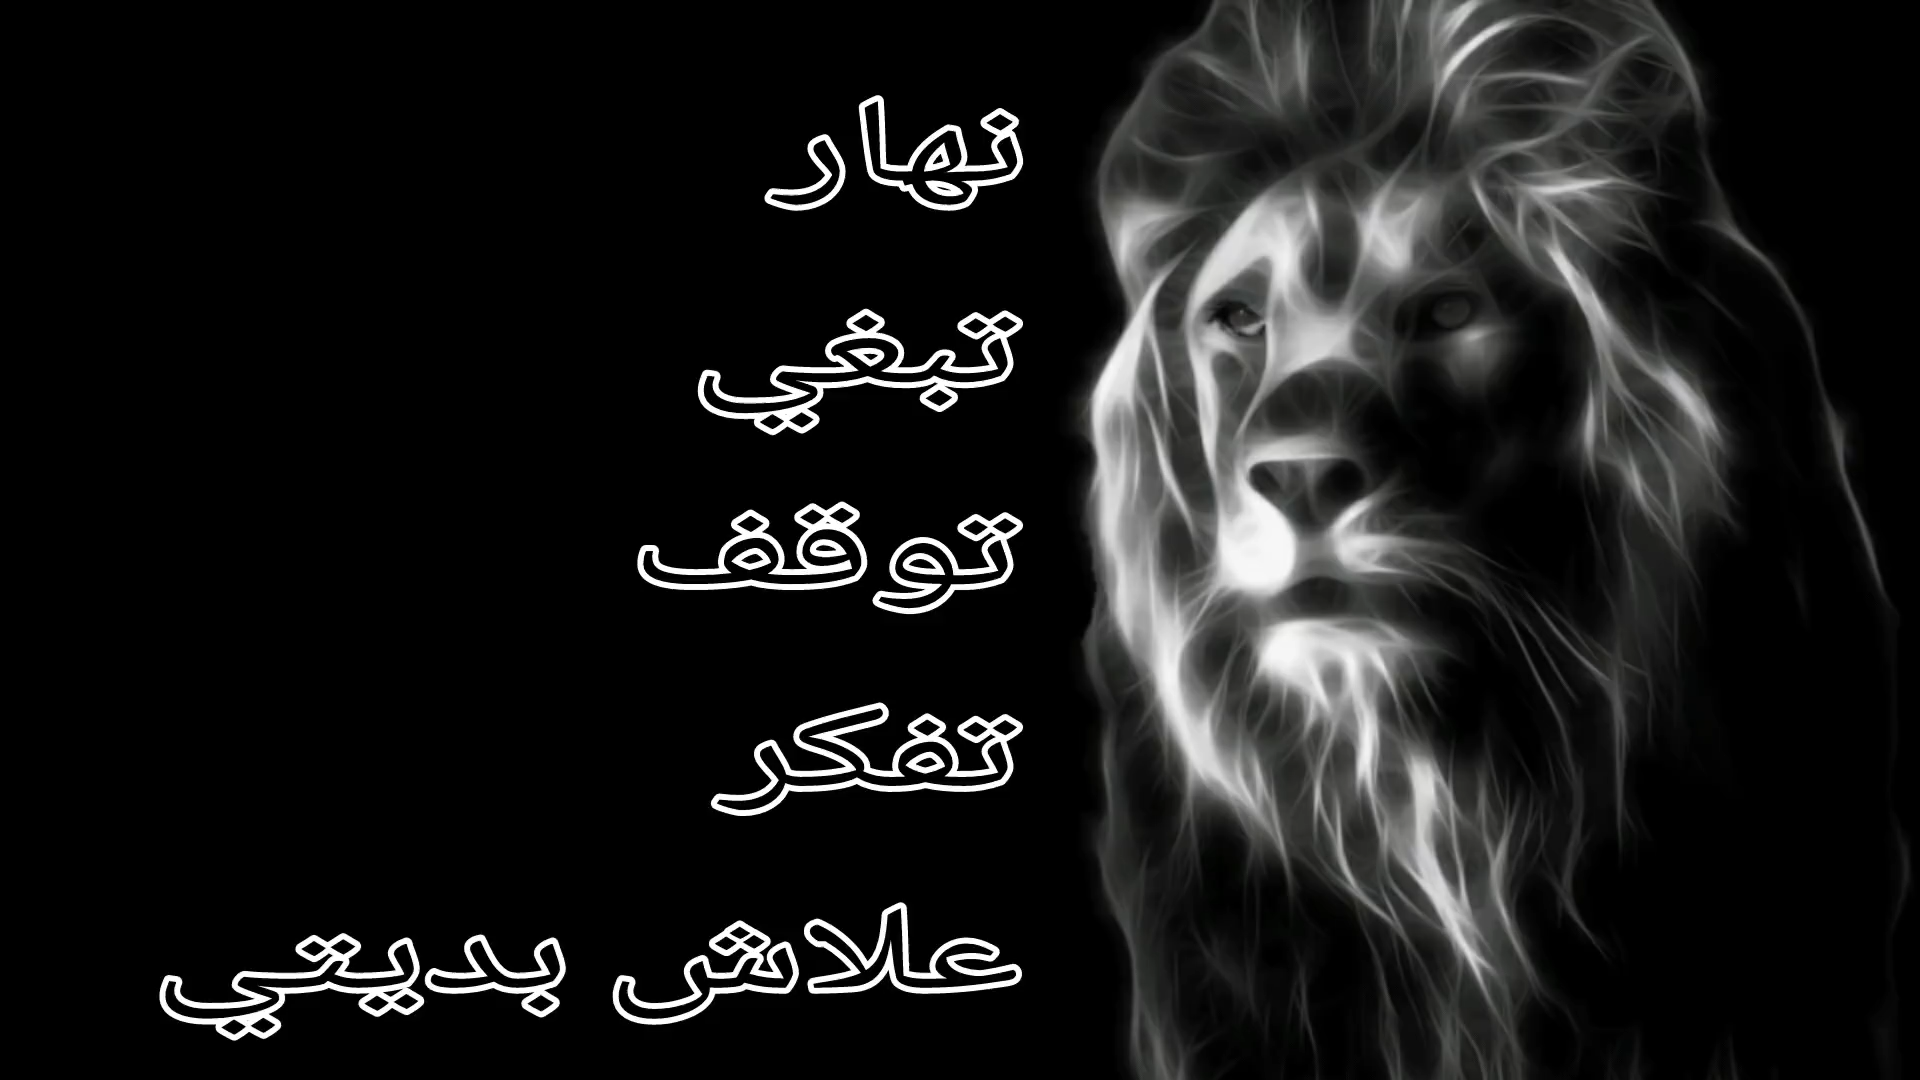 نهار
تبغي
توقف
تفكر
علاش بديتي